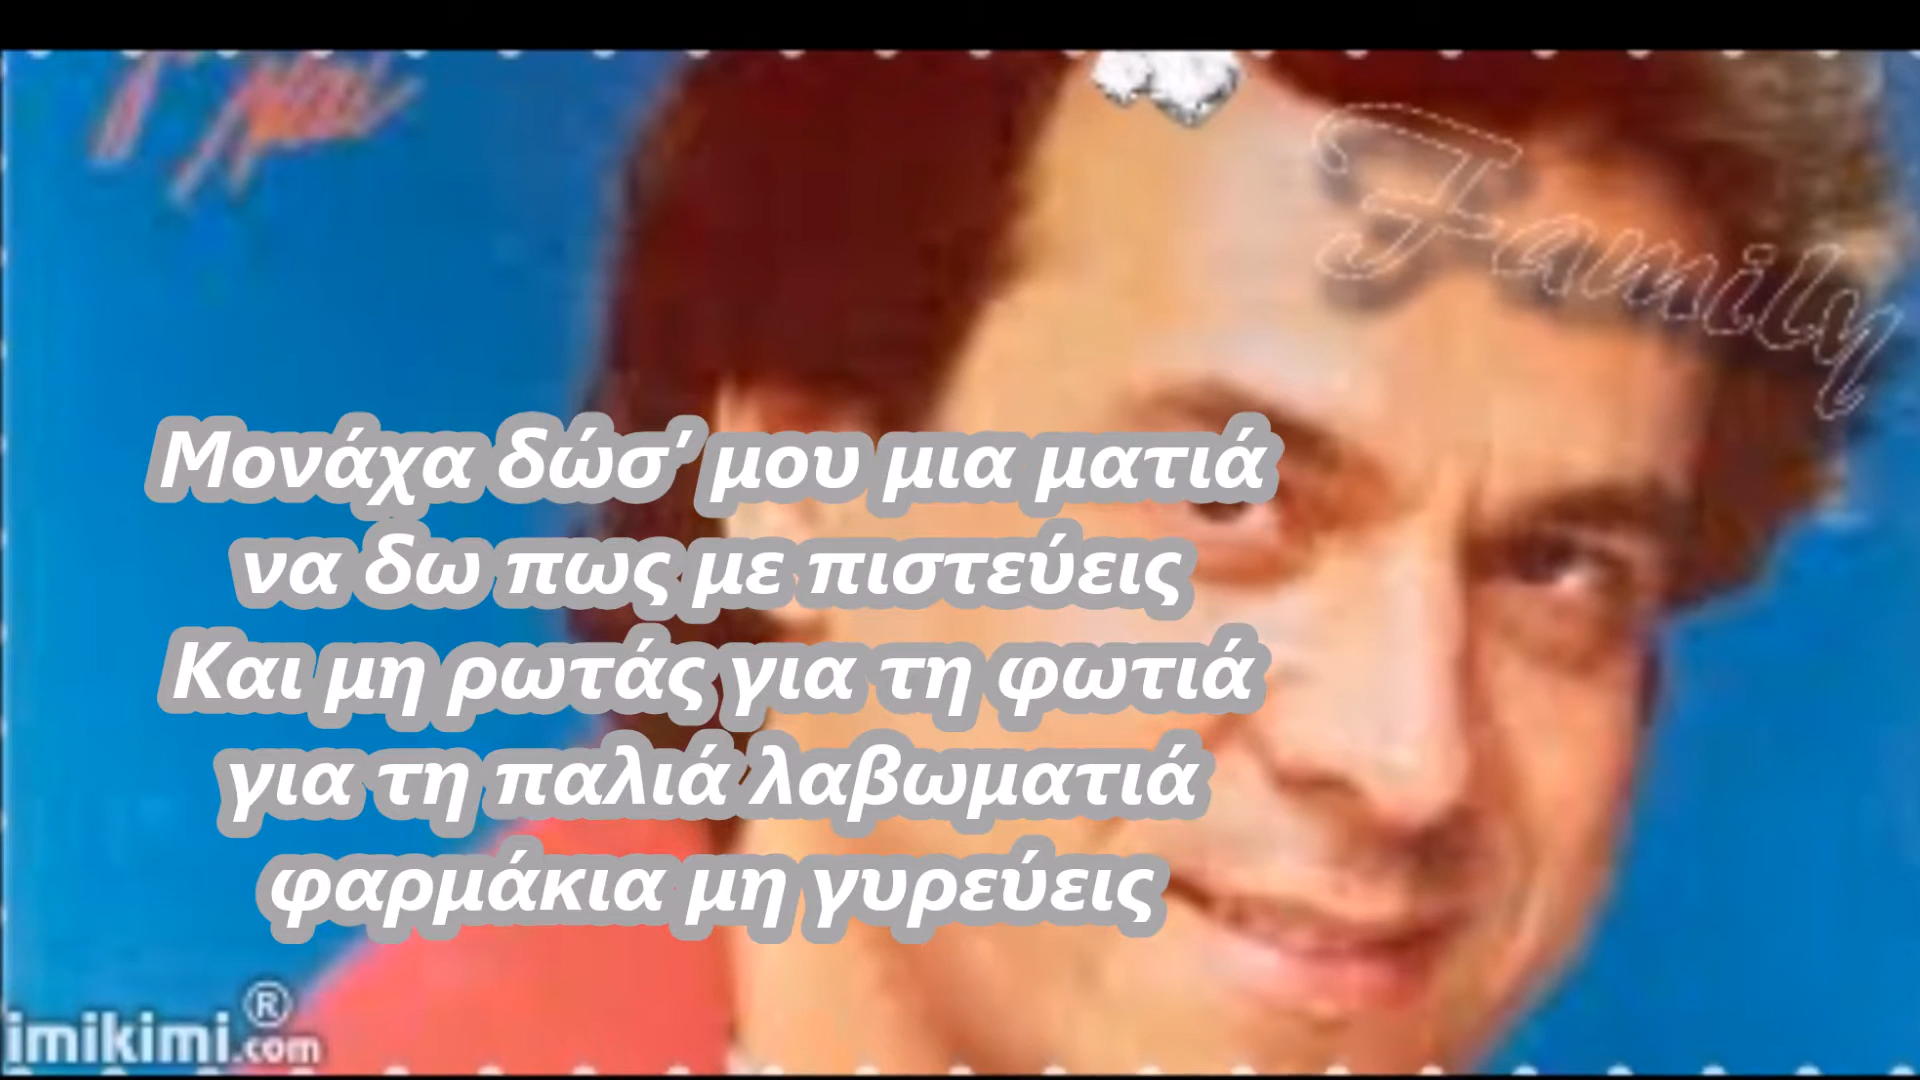 Family
Μονάχα δώσ' μου μια ματιά
να δω πως με πιστεύεις
Και μη ρωτάς για τη φωτιά
για τη παλιά λαβωματιά
φαρμάκια μη γυρεύεις
imikimi.com®